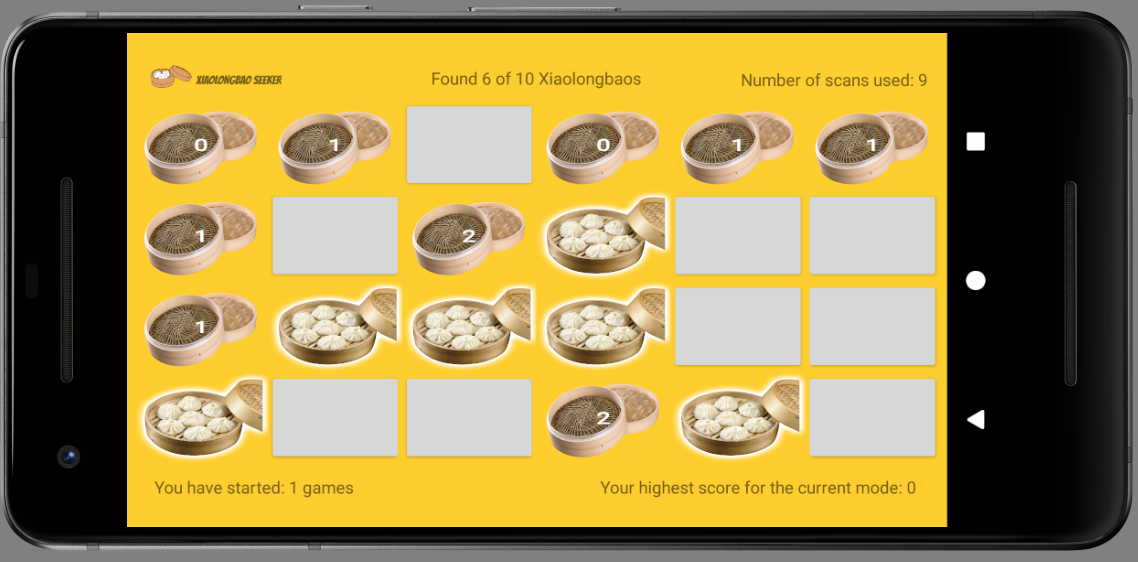 XIAOLONGBAO SEEKER
Found 6 of 10 Xiaolongbaos
Number of scans used: 9
0 1 0 1 1
1 2
1
2
You have started: 1 games
Your highest score for the current mode: 0